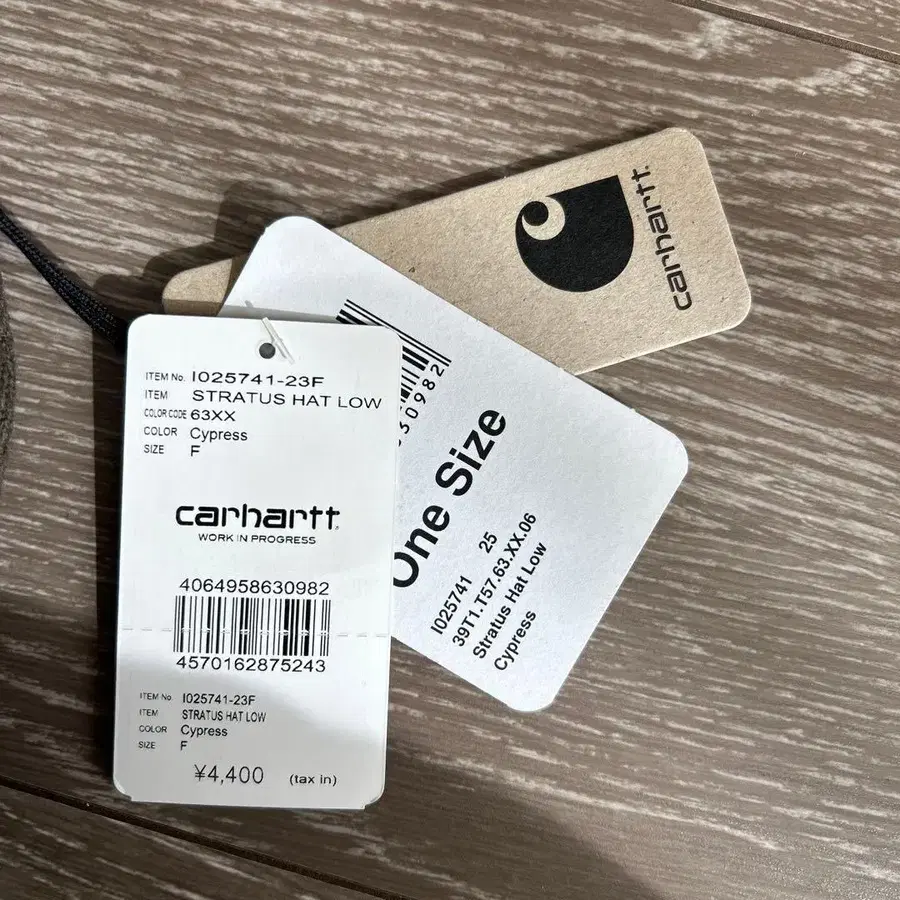 ITEM No. I025741-23F
ITEM STRATUS HAT LOW
COLOR CODE 63XX
COLOR Cypress
SIZE F
carhartt
WORK IN PROGRESS
4064958630982
4570162875243
ITEM No I025741-23F
ITEM STRATUS HAT LOW
COLOR Cypress
SIZE F
¥4,400 (tax in)
30982
One Size
I025741 25
39T1.T57.63.XX.06
Stratus Hat Low
Cypress
carhartt.